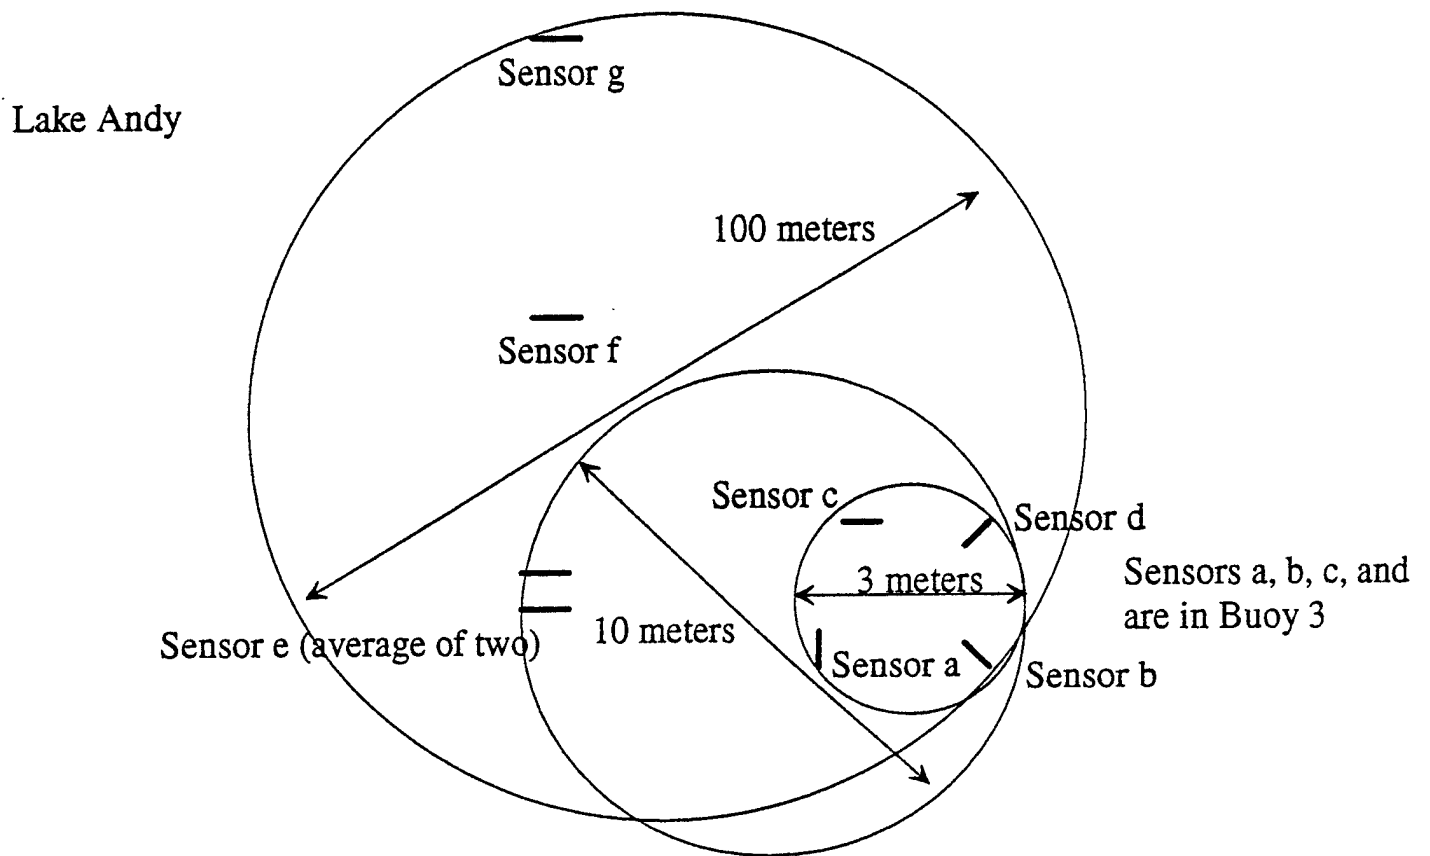 Sensor g
Lake Andy
100 meters
Sensor f
Sensor c
Sensor d
3 meters
Sensors a, b, c, and
are in Buoy 3
10 meters
Sensor e (average of two)
Sensor a
Sensor b